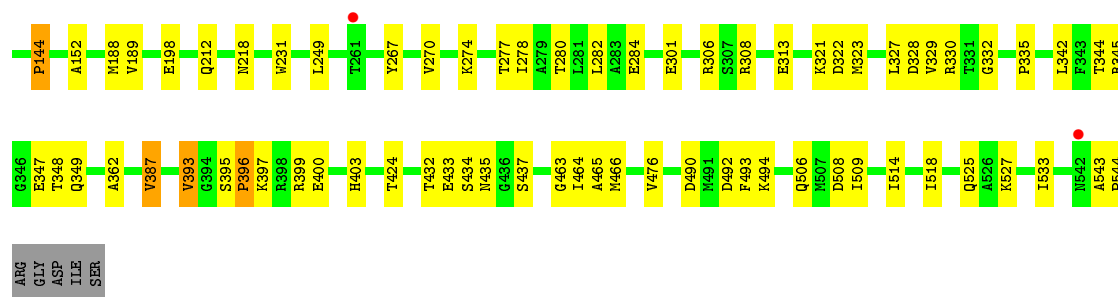 P144 A152 M188 V189 E198 Q212 N218 W231 L249 T261 Y267 V270 K274 T277 I278 A279 T280 L281 L282 A283 E284 E301 R306 S307 R308 E313 K321 D322 M323 L327 D328 V329 R330 T331 G332 P335 L342 F343 T344
G346 E347 T348 Q349 A362 V387 V393 G394 S395 P396 K397 R398 R399 E400 H403 T424 T432 E433 S434 N435 G436 S437 G463 I464 A465 M466 V476 D490 M491 D492 F493 K494 Q506 M507 D508 I509 I514 I518 Q525 A526 K527 I533 N542 A543
ARG GLY ASP ILE SER